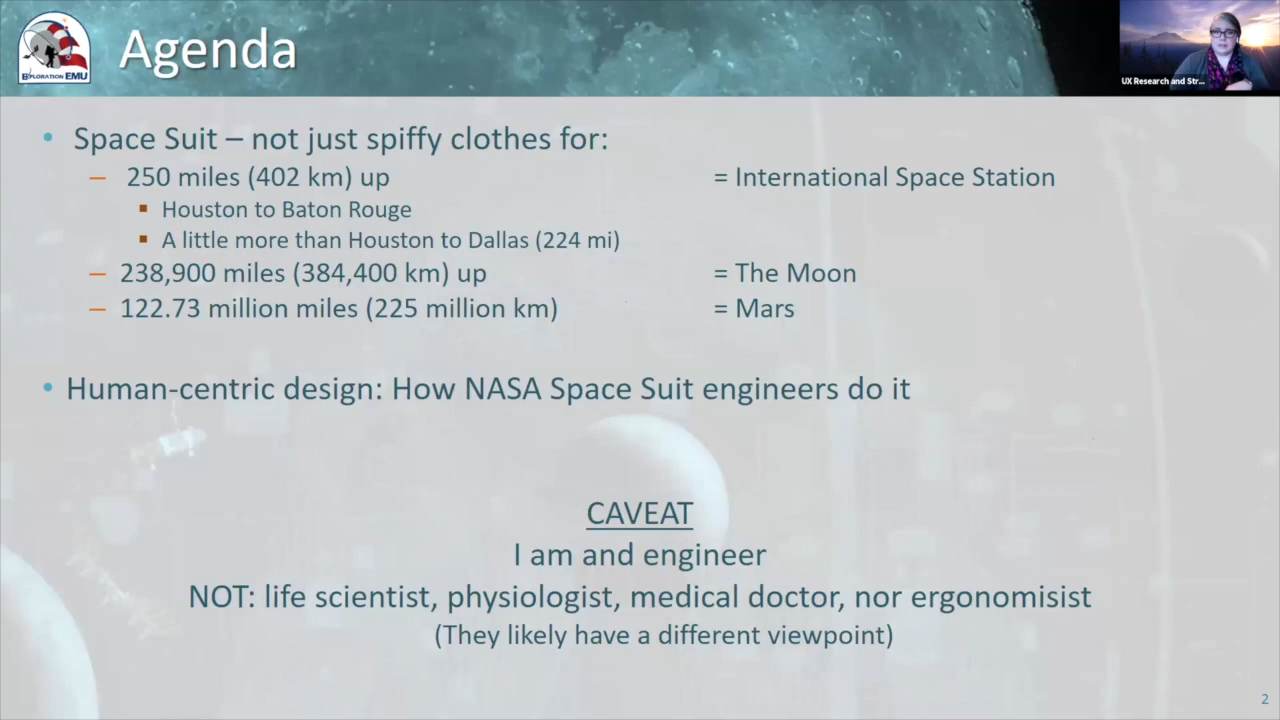 EXPLORATION EMU
Agenda
UX Research and Str...
• Space Suit – not just spiffy clothes for:
– 250 miles (402 km) up = International Space Station
▪ Houston to Baton Rouge
▪ A little more than Houston to Dallas (224 mi)
– 238,900 miles (384,400 km) up = The Moon
– 122.73 million miles (225 million km) = Mars
• Human-centric design: How NASA Space Suit engineers do it
CAVEAT
I am and engineer
NOT: life scientist, physiologist, medical doctor, nor ergonomisist
(They likely have a different viewpoint)
2